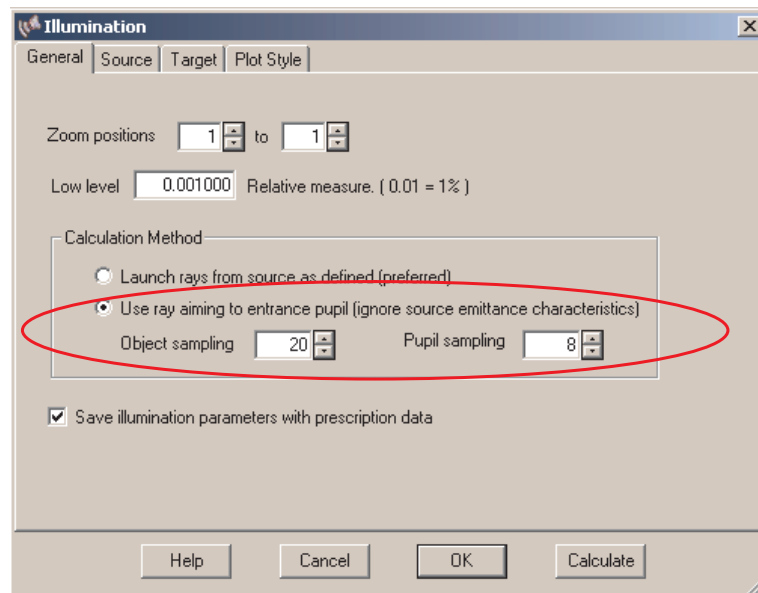 Illumination
General Source Target Plot Style
Zoom positions 1 to 1
Low level 0.001000 Relative measure. ( 0.01 = 1% )
Calculation Method
Launch rays from source as defined (preferred)
Use ray aiming to entrance pupil (ignore source emittance characteristics)
Object sampling 20 Pupil sampling 8
Save illumination parameters with prescription data
Help Cancel OK Calculate